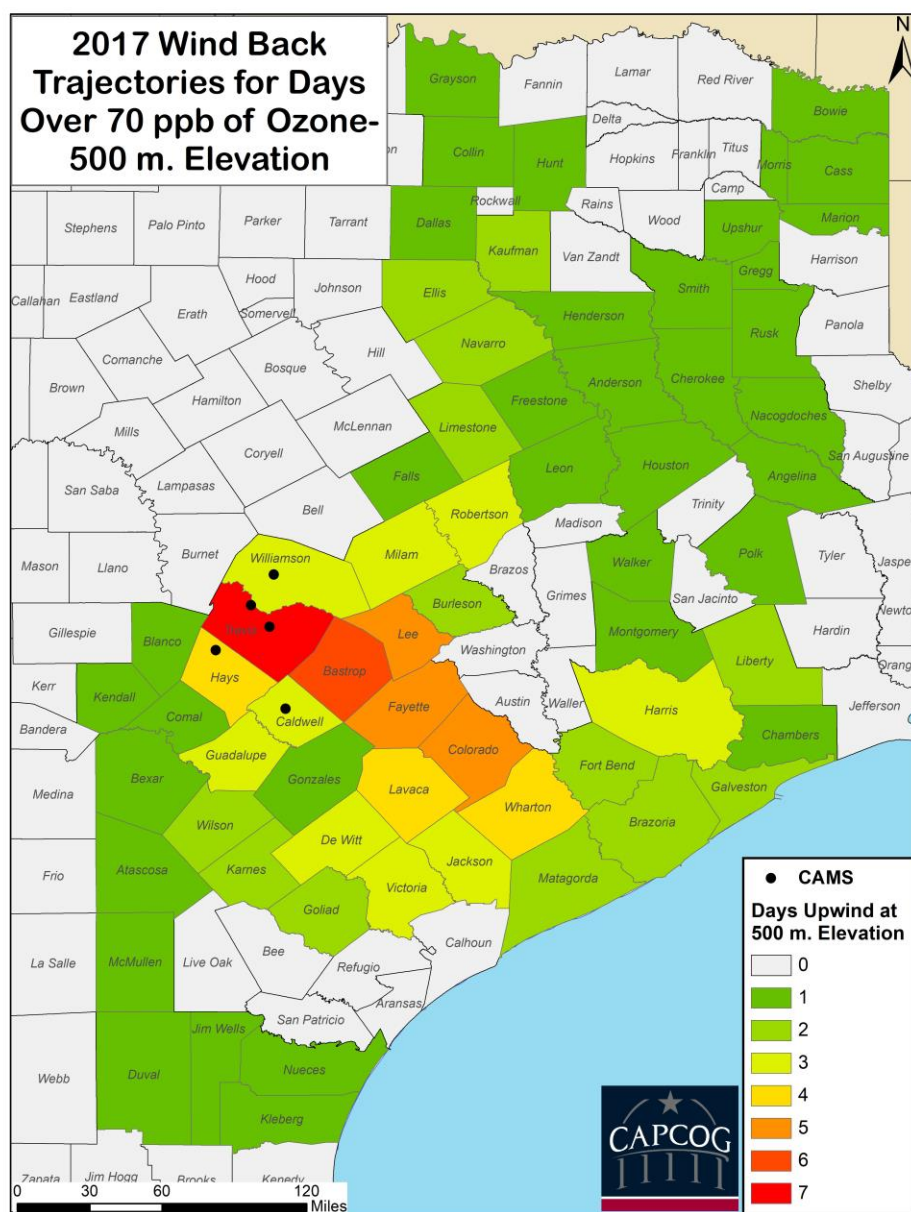 2017 Wind Back
Trajectories for Days
Over 70 ppb of Ozone-
500 m. Elevation
N
Grayson
Fannin
Lamar
Red River
Bowie
Delta
Collin
Hunt
Hopkins
Franklin
Titus
Morris
Cass
Camp
Rockwall
Rains
Wood
Marion
Stephens
Palo Pinto
Parker
Tarrant
Dallas
Kaufman
Van Zandt
Upshur
Gregg
Harrison
Callahan
Eastland
Hood
Somervell
Johnson
Ellis
Smith
Erath
Henderson
Rusk
Panola
Comanche
Bosque
Hill
Navarro
Brown
Hamilton
Anderson
Cherokee
Shelby
Mills
McLennan
Limestone
Freestone
Nacogdoches
San Augustine
Coryell
Falls
Leon
Houston
Angelina
San Saba
Lampasas
Bell
Robertson
Trinity
Madison
Mason
Llano
Burnet
Williamson
Milam
Brazos
Walker
Polk
Tyler
Jaspe
Grimes
San Jacinto
Newto
Gillespie
Blanco
Burleson
Montgomery
Hardin
Lee
Washington
Liberty
Orang
Kerr
Kendall
Hays
Bastrop
Austin
Waller
Harris
Jefferson
Bandera
Comal
Caldwell
Fayette
Chambers
Guadalupe
Colorado
Fort Bend
Medina
Bexar
Gonzales
Lavaca
Wharton
Galveston
Brazoria
Wilson
De Witt
Frio
Atascosa
Karnes
Jackson
Matagorda
Victoria
Goliad
La Salle
McMullen
Live Oak
Bee
Calhoun
Refugio
Aransas
San Patricio
Jim Wells
Webb
Duval
Nueces
Kleberg
Zapata
Jim Hogg
Brooks
Kenedy
0 30 60 120
Miles
CAPCOG
CAMS
Days Upwind at
500 m. Elevation
0
1
2
3
4
5
6
7